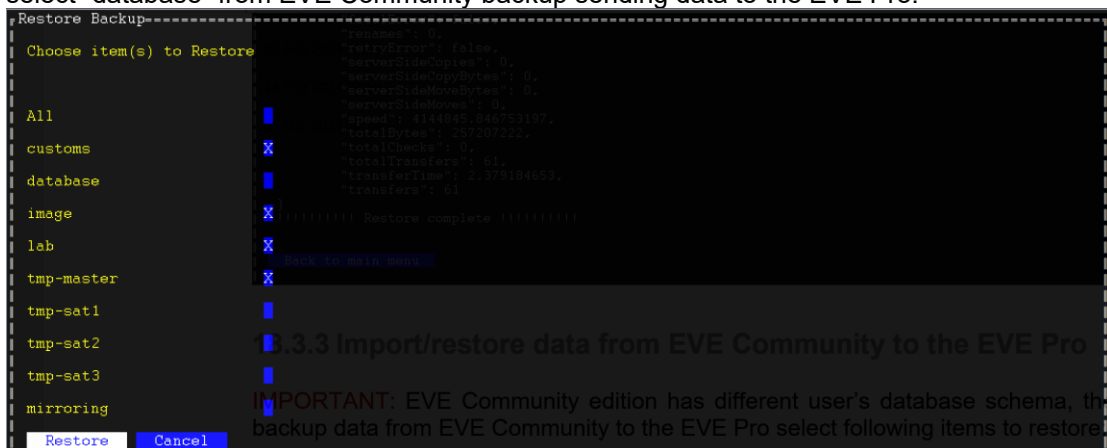 select "database" from EVE Community backup sending data to the EVE Pro.
Restore Backup
Choose item(s) to Restore
All
customs X
database
image X
lab X
tmp-master X
tmp-sat1
tmp-sat2
tmp-sat3
mirroring
Restore Cancel
"renames": 0,
"retryError": false,
"serverSideCopies": 0,
"serverSideCopyBytes": 0,
"serverSideMoveBytes": 0,
"serverSideMoves": 0,
"speed": 4144845.846753197,
"totalBytes": 257207222,
"totalChecks": 0,
"totalTransfers": 61,
"transferTime": 2.379184653,
"transfers": 61
!!!!!!!!!! Restore complete !!!!!!!!!!
Back to main menu
.3.3 Import/restore data from EVE Community to the EVE Pro
IMPORTANT: EVE Community edition has different user's database schema, th
backup data from EVE Community to the EVE Pro select following items to restore.